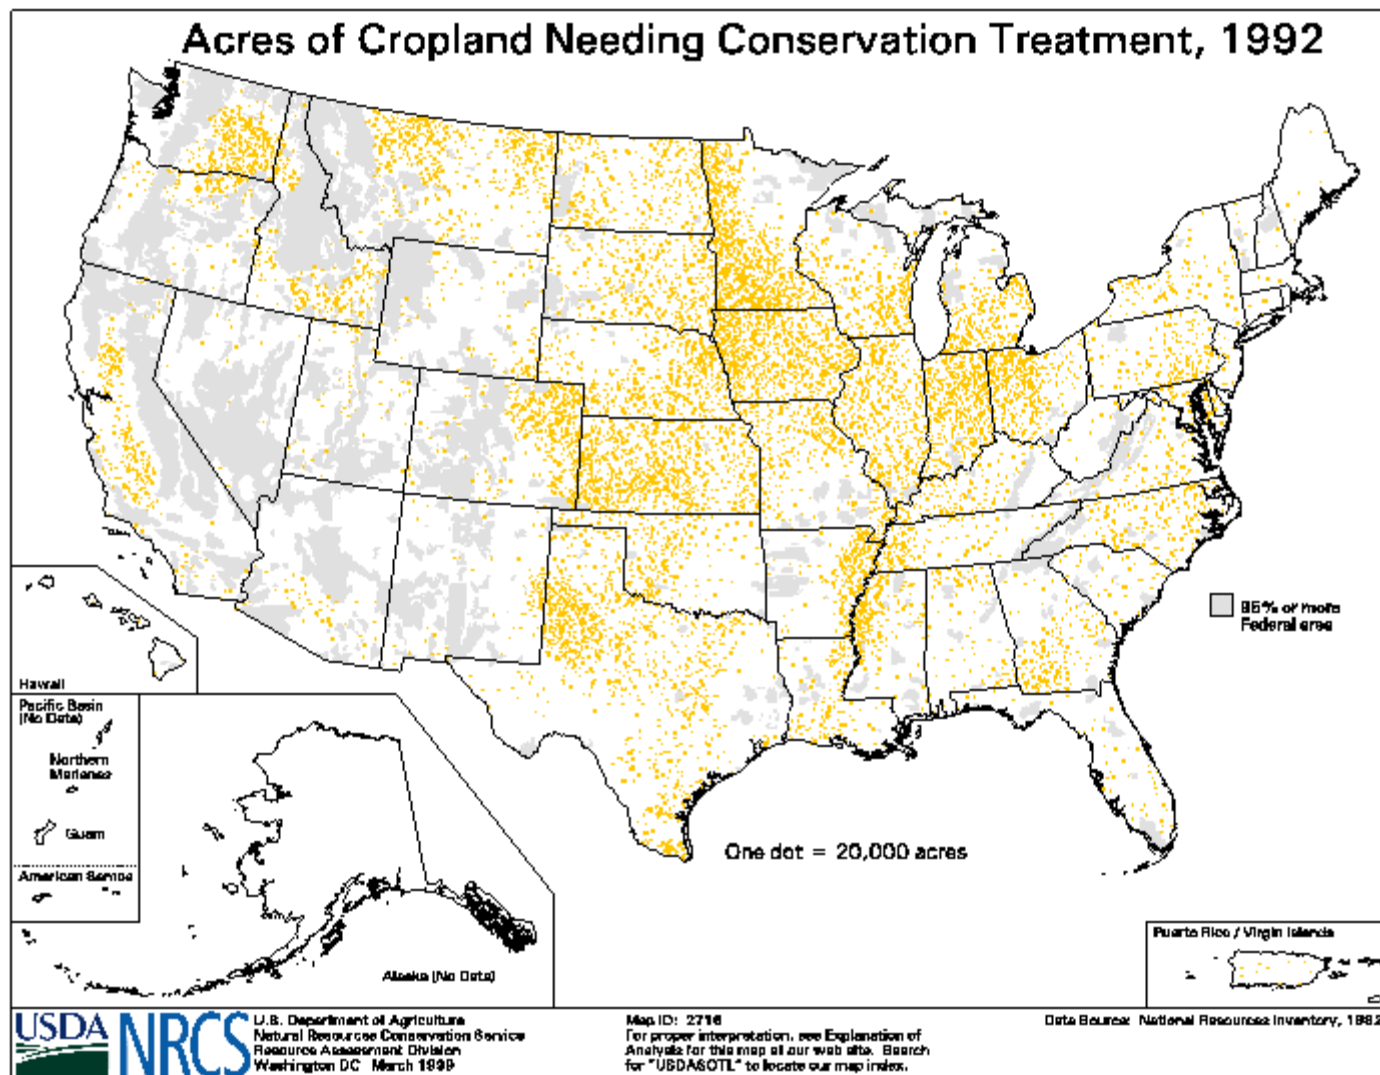 Acres of Cropland Needing Conservation Treatment, 1992
95% or more
Federal area
Hawaii
Pacific Basin
(No Data)
Northern
Marianas
Guam
American Samoa
One dot = 20,000 acres
Alaska (No Data)
Puerto Rico / Virgin Islands
USDA
NRCS
U.S. Department of Agriculture
Natural Resources Conservation Service
Resource Assessment Division
Washington DC March 1999
Map ID: 2716
For proper interpretation, see Explanation of
Analysis for this map at our web site. Search
for "USDASOTL" to locate our map index.
Data Source: National Resources Inventory, 1992